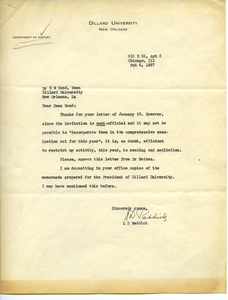 DILLARD UNIVERSITY
NEW ORLEANS
DEPARTMENT OF HISTORY
Chicago, Ill
Feb 6, 1937
Dr H W Bond, Dean
Dillard University
New Orleans, La
Dear Dean Bond:
Thanks for your letter of January 28. However,
since the invitation is semi-official and it may not be
possible to "incorporate them in the comprehensive exam-
ination set for this year", it is, no doubt, efficient
to restrict my activity, this year, to reading and
Please, answer this letter from Dr
I am depositing in your office copies of the
memoranda prepared for the President of Dillard University.
I may have mentioned this before.
Sincerely yours,
L D Reddick